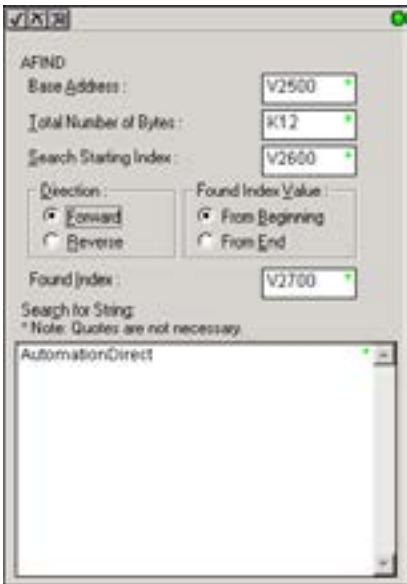 AFIND
Base Address : V2500
Total Number of Bytes : K12
Search Starting Index : V2600
Direction : Found Index Value :
Forward From Beginning
Reverse From End
Found Index : V2700
Search for String:
* Note: Quotes are not necessary.
AutomationDirect